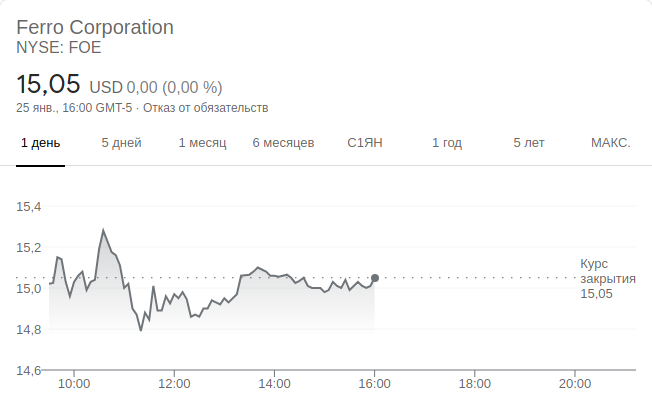 Ferro Corporation
NYSE: FOE
15,05 USD 0,00 (0,00 %)
25 янв., 16:00 GMT-5 · Отказ от обязательств
1 день 5 дней 1 месяц 6 месяцев С1ЯН 1 год 5 лет МАКС.
15,4
15,2
Курс
закрытия
15,05
15,0
14,8
14,6
10:00 12:00 14:00 16:00 18:00 20:00